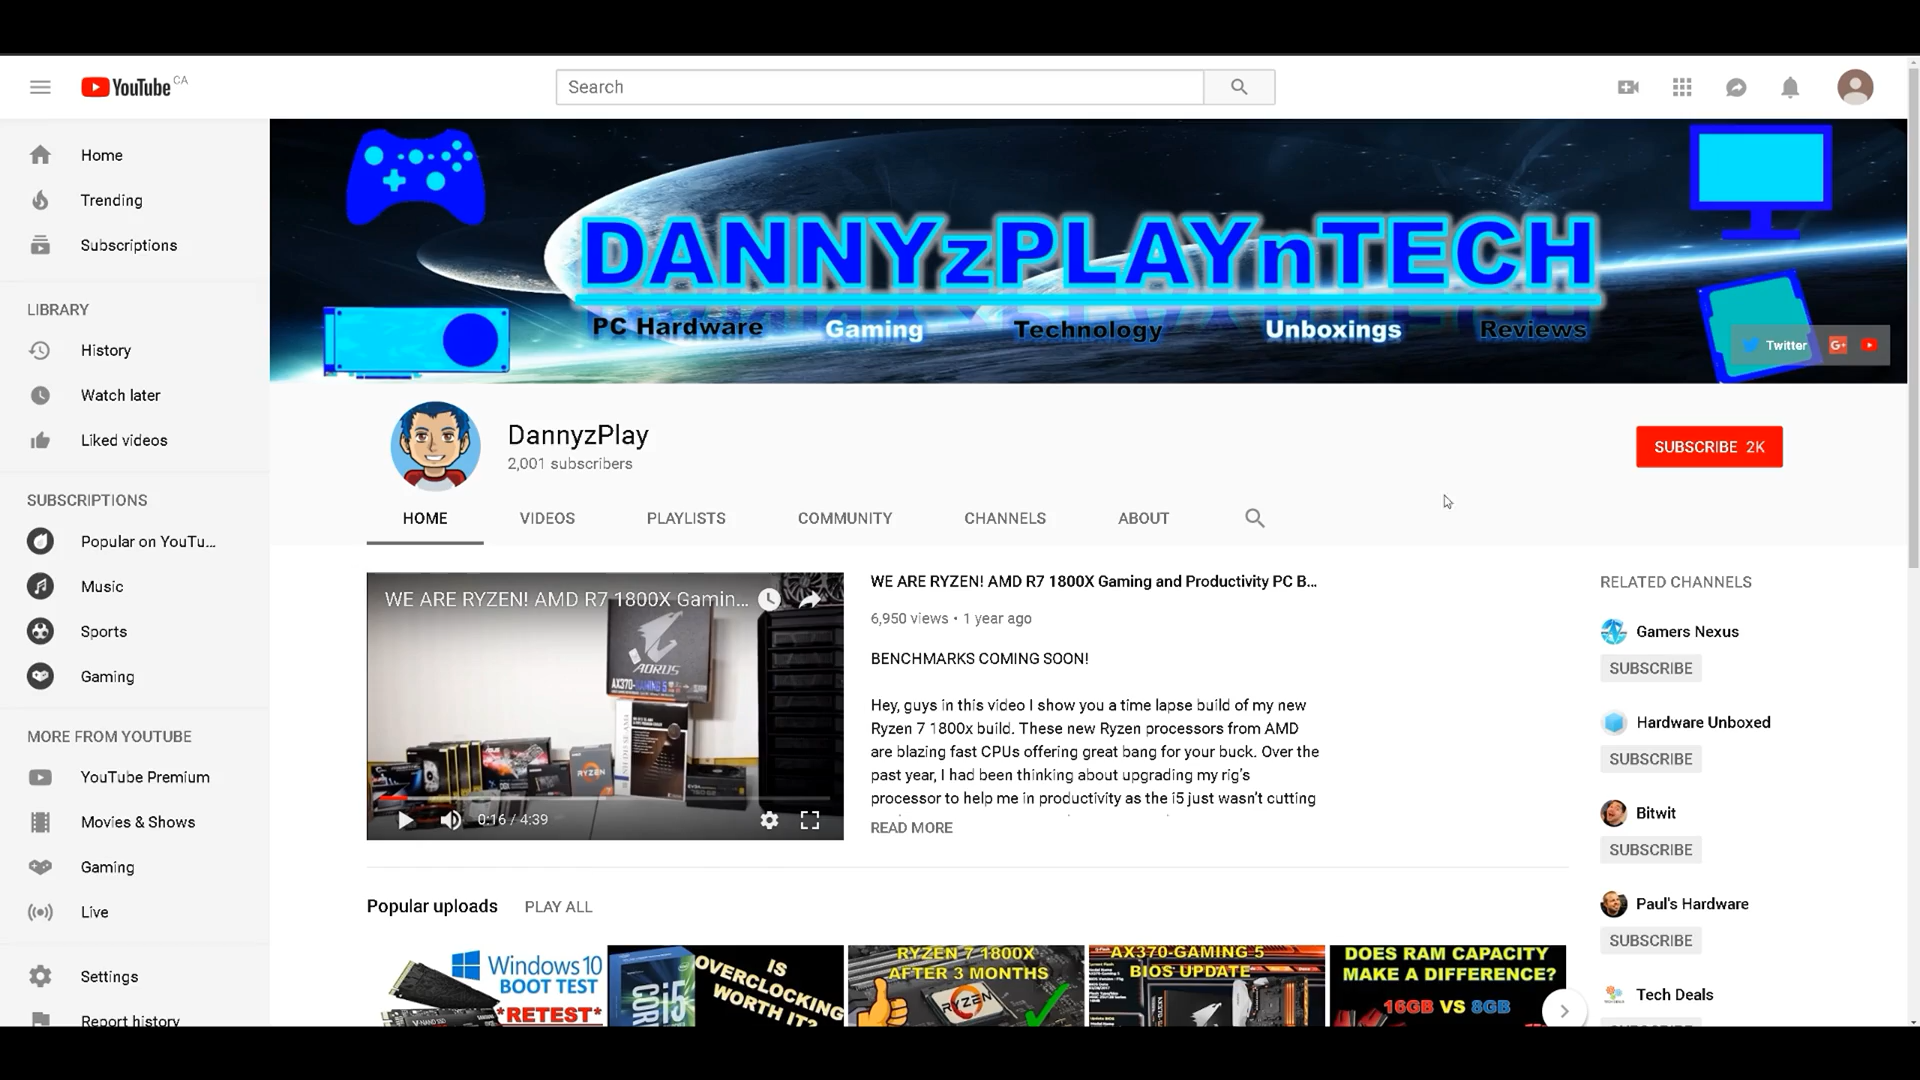 YouTube CA
Search
Home
Trending
Subscriptions
LIBRARY
History
Watch later
Liked videos
SUBSCRIPTIONS
Popular on YouTu...
Music
Sports
Gaming
MORE FROM YOUTUBE
YouTube Premium
Movies & Shows
Gaming
Live
Settings
Report history
DANNYzPLAYnTECH
PC Hardware Gaming Technology Unboxings Reviews
Twitter
G+
DannyzPlay
2,001 subscribers
SUBSCRIBE 2K
HOME VIDEOS PLAYLISTS COMMUNITY CHANNELS ABOUT
WE ARE RYZEN! AMD R7 1800X Gamin...
AORUS
AX370-GAMING 5
RYZEN
0:16 / 4:39
WE ARE RYZEN! AMD R7 1800X Gaming and Productivity PC B...
6,950 views • 1 year ago
BENCHMARKS COMING SOON!
Hey, guys in this video I show you a time lapse build of my new
Ryzen 7 1800x build. These new Ryzen processors from AMD
are blazing fast CPUs offering great bang for your buck. Over the
past year, I had been thinking about upgrading my rig's
processor to help me in productivity as the i5 just wasn't cutting
READ MORE
Popular uploads PLAY ALL
Windows 10
BOOT TEST
*RETEST*
V-NAND SSD
CORE i5
IS
OVERCLOCKING
WORTH IT?
RYZEN 7 1800X
AFTER 3 MONTHS
RYZEN
AX370-GAMING 5
BIOS UPDATE
DOES RAM CAPACITY
MAKE A DIFFERENCE?
16GB VS 8GB
RELATED CHANNELS
Gamers Nexus
SUBSCRIBE
Hardware Unboxed
SUBSCRIBE
Bitwit
SUBSCRIBE
Paul's Hardware
SUBSCRIBE
Tech Deals